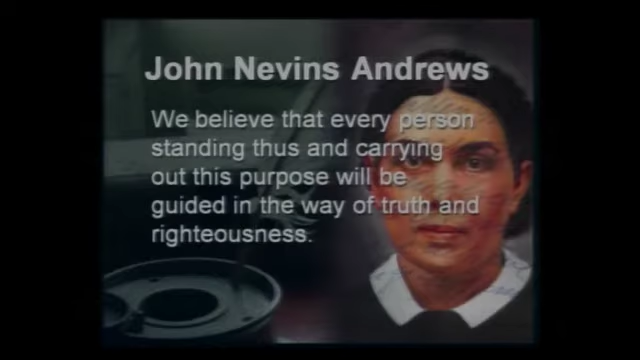 John Nevins Andrews
We believe that every person
standing thus and carrying
out this purpose will be
guided in the way of truth and
righteousness.